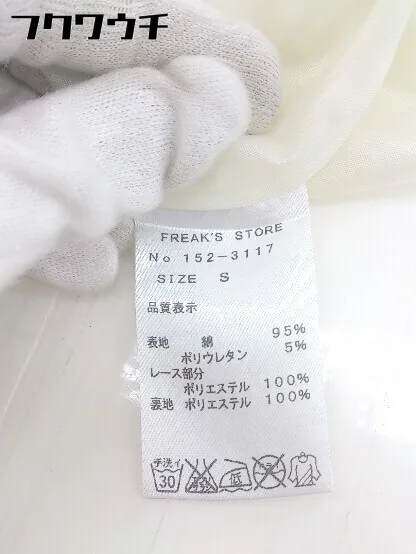 フクワウチ
FREAK'S STORE
No 152-3117
SIZE S
品質表示
表地 綿 95%
ポリウレタン 5%
レース部分
ポリエステル 100%
裏地 ポリエステル 100%
手洗イ
30 低